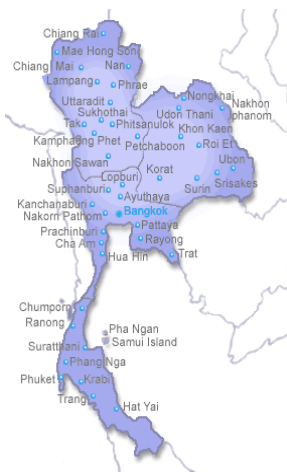 Chiang Rai
Mae Hong Son
Chiang Mai
Nan
Lampang
Phrae
Nongkhai
Uttaradit
Udon Thani
Nakhon
phanom
Sukhothai
Tak
Phitsanulok
Khon Kaen
Kamphaeng Phet
Petchaboon
Roi Et
Nakhon Sawan
Ubon
Lopburi
Korat
Suphanburi
Surin
Srisakes
Ayuthaya
Kanchanaburi
Nakorn Pathom
Bangkok
Pattaya
Prachinburi
Rayong
Cha Am
Hua Hin
Trat
Chumporn
Ranong
Pha Ngan
Samui Island
Suratthani
Phang Nga
Phuket
Krabi
Trang
Hat Yai